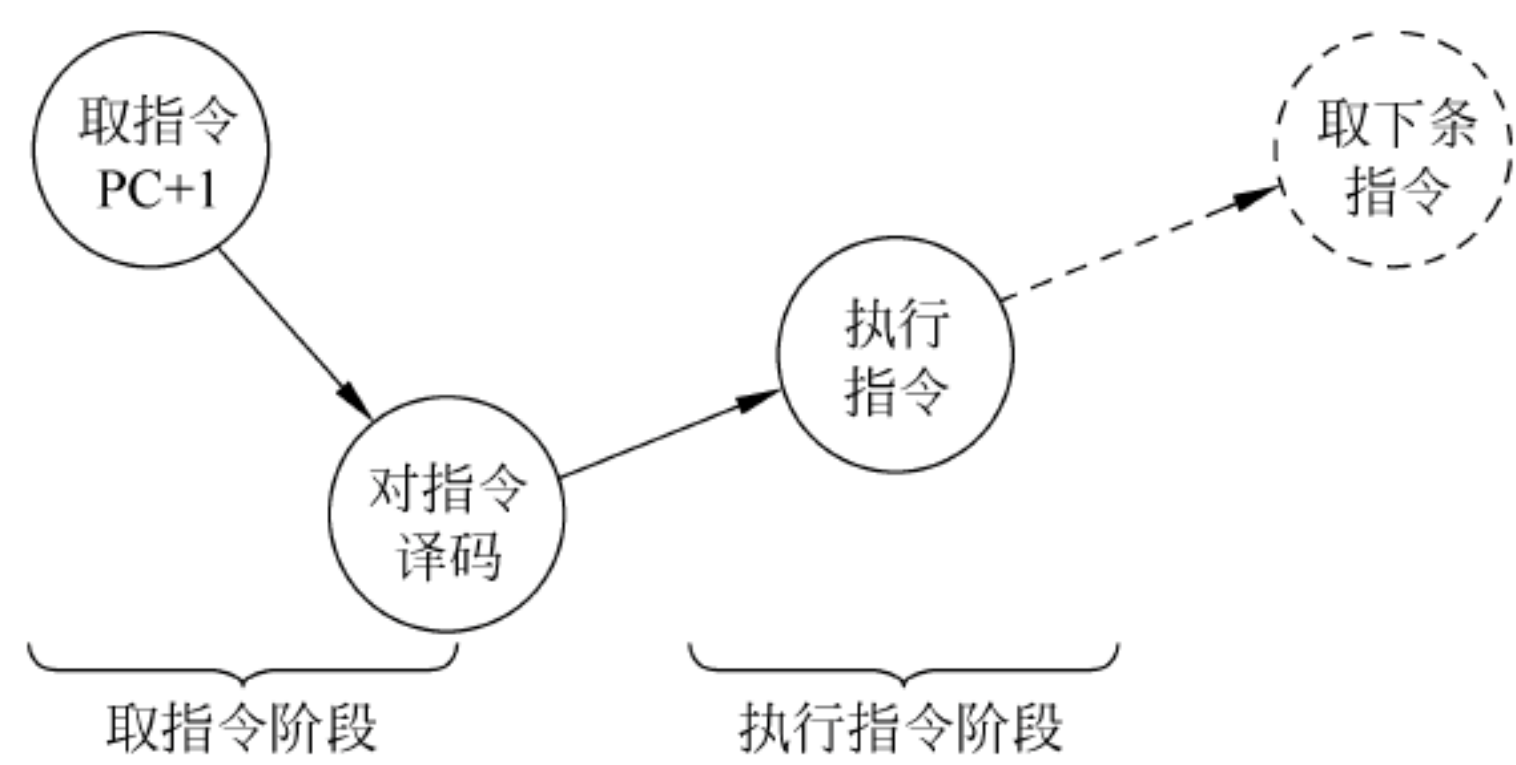 取指令
PC+1
对指令
译码
执行
指令
取下条
指令
取指令阶段
执行指令阶段